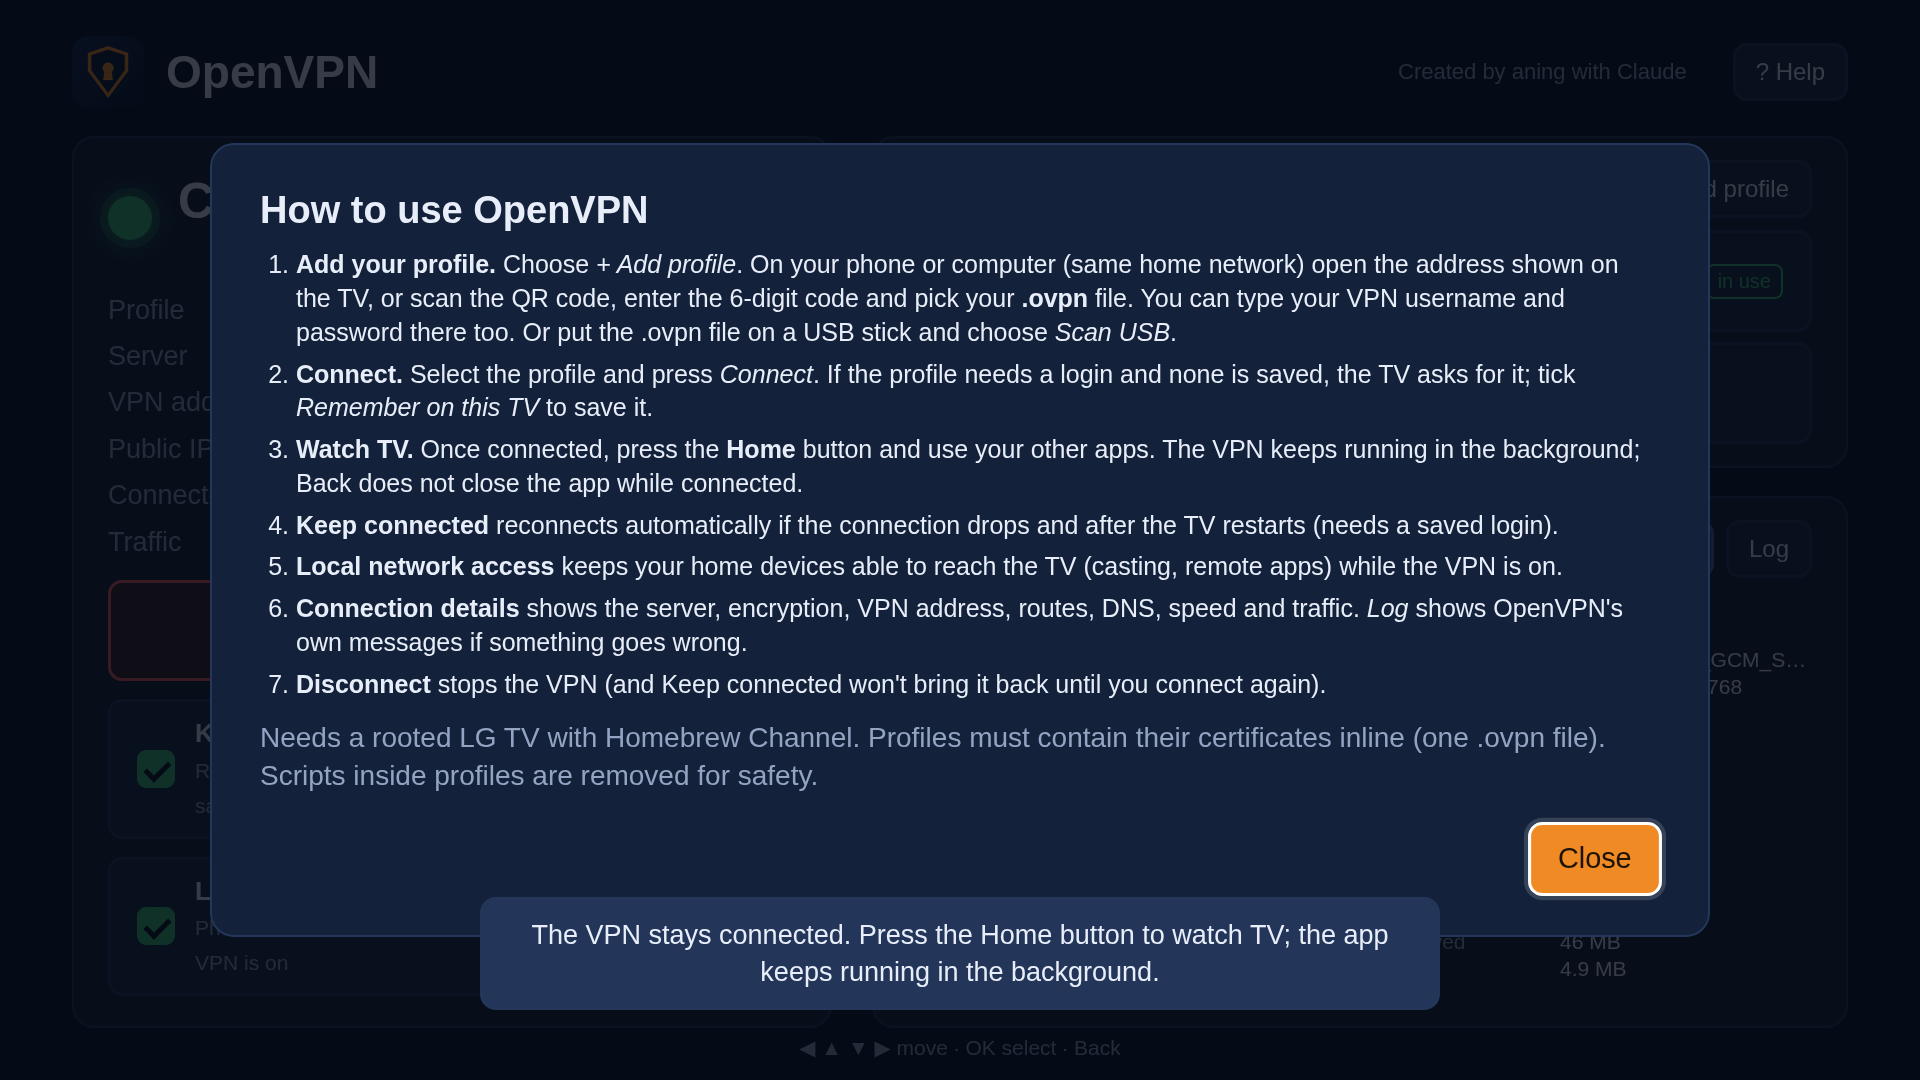 OpenVPN
Created by aning with Claude
? Help
Profile
Server
Public IP
Traffic
d profile
in use
Log
GCM_S…
768
VPN is on
46 MB
4.9 MB
How to use OpenVPN
1. Add your profile. Choose + Add profile. On your phone or computer (same home network) open the address shown on
the TV, or scan the QR code, enter the 6-digit code and pick your .ovpn file. You can type your VPN username and
password there too. Or put the .ovpn file on a USB stick and choose Scan USB.
2. Connect. Select the profile and press Connect. If the profile needs a login and none is saved, the TV asks for it; tick
Remember on this TV to save it.
3. Watch TV. Once connected, press the Home button and use your other apps. The VPN keeps running in the background;
Back does not close the app while connected.
4. Keep connected reconnects automatically if the connection drops and after the TV restarts (needs a saved login).
5. Local network access keeps your home devices able to reach the TV (casting, remote apps) while the VPN is on.
6. Connection details shows the server, encryption, VPN address, routes, DNS, speed and traffic. Log shows OpenVPN's
own messages if something goes wrong.
7. Disconnect stops the VPN (and Keep connected won't bring it back until you connect again).
Needs a rooted LG TV with Homebrew Channel. Profiles must contain their certificates inline (one .ovpn file).
Scripts inside profiles are removed for safety.
Close
The VPN stays connected. Press the Home button to watch TV; the app
keeps running in the background.
◀ ▲ ▼ ▶ move · OK select · Back